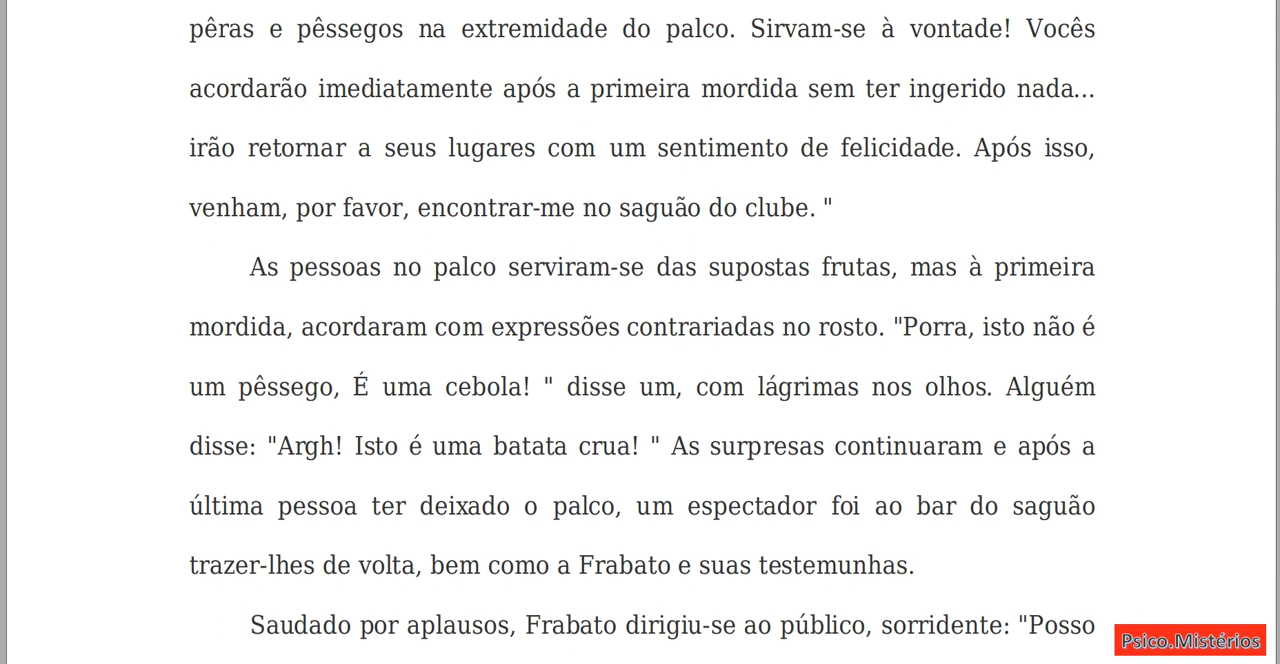 pêras e pêssegos na extremidade do palco. Sirvam-se à vontade! Vocês
acordarão imediatamente após a primeira mordida sem ter ingerido nada...
irão retornar a seus lugares com um sentimento de felicidade. Após isso,
venham, por favor, encontrar-me no saguão do clube. "
As pessoas no palco serviram-se das supostas frutas, mas à primeira
mordida, acordaram com expressões contrariadas no rosto. "Porra, isto não é
um pêssego, É uma cebola! " disse um, com lágrimas nos olhos. Alguém
disse: "Argh! Isto é uma batata crua! " As surpresas continuaram e após a
última pessoa ter deixado o palco, um espectador foi ao bar do saguão
trazer-lhes de volta, bem como a Frabato e suas testemunhas.
Saudado por aplausos, Frabato dirigiu-se ao público, sorridente: "Posso
Psico.Mistérios